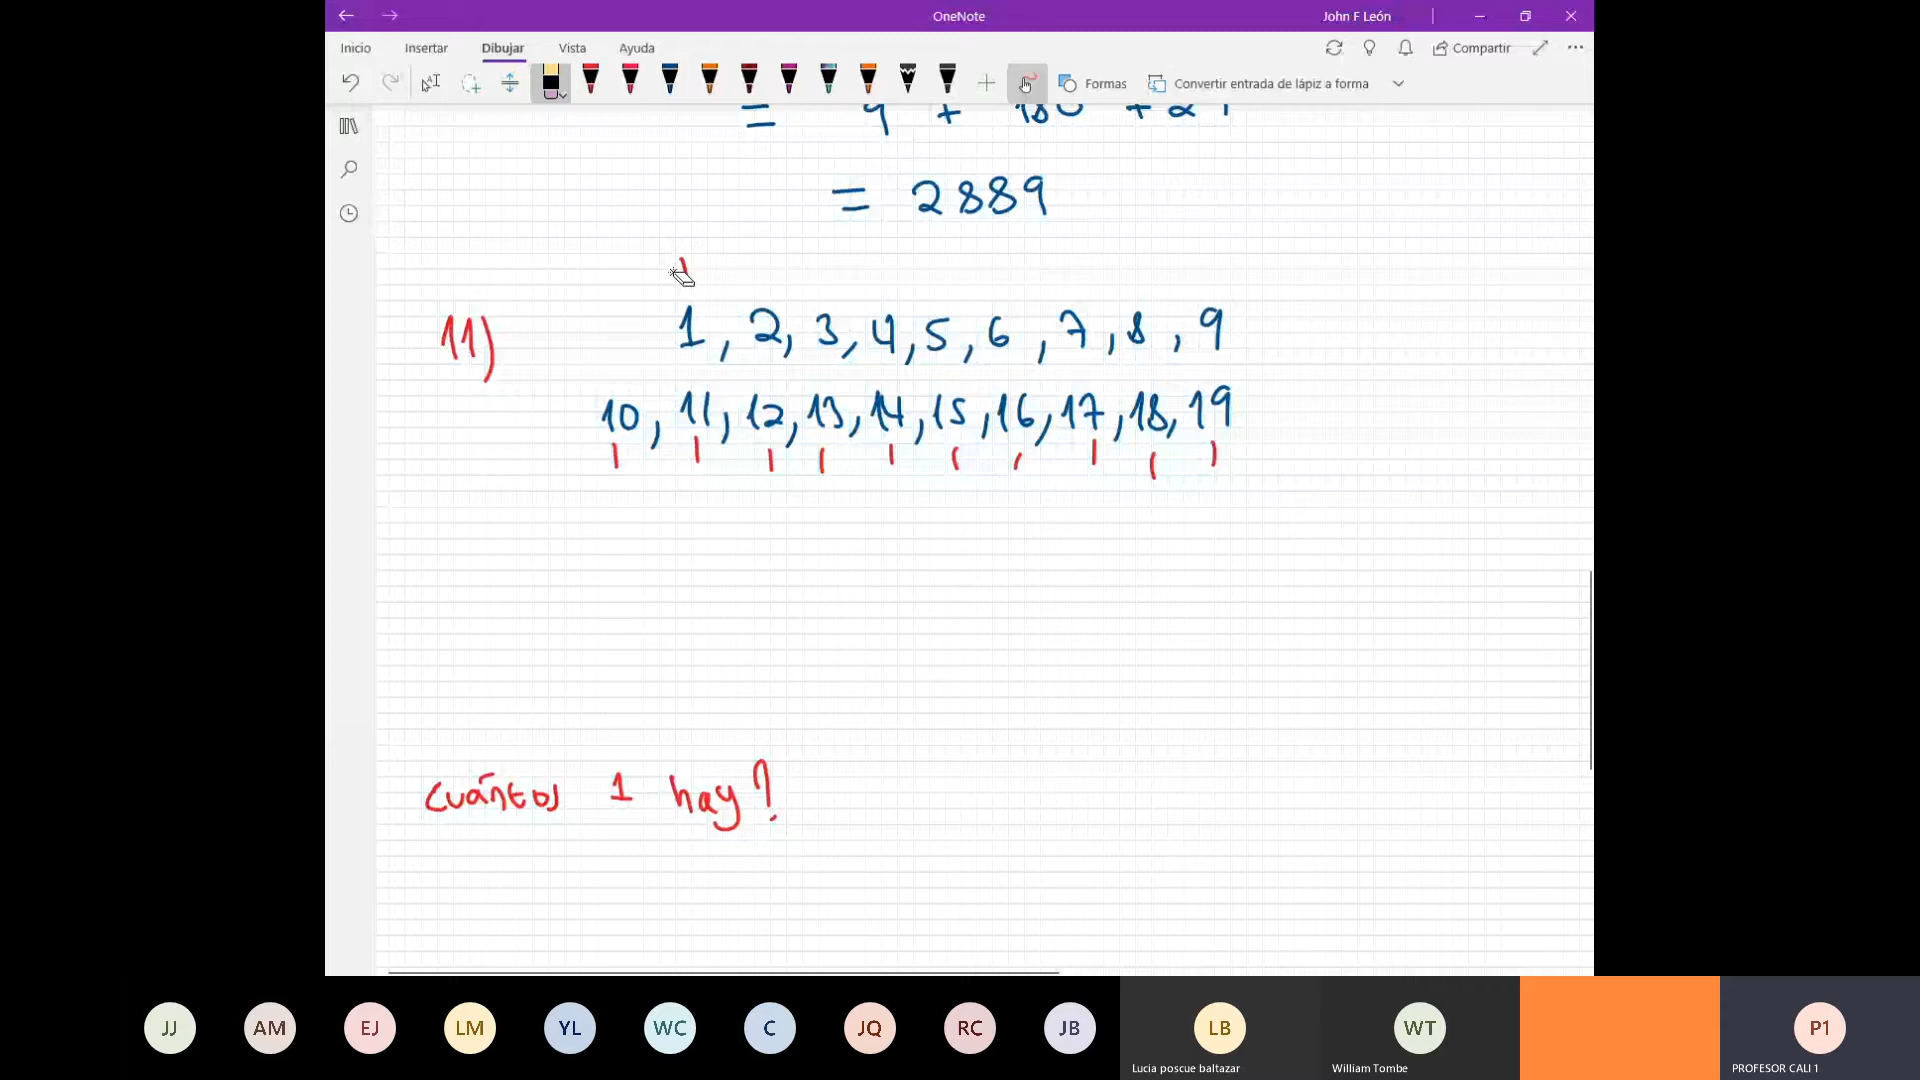 OneNote
John F León
Inicio Insertar Dibujar Vista Ayuda
Compartir
Formas
Convertir entrada de lápiz a forma
= 9 + 180 + 2
= 2889
11) 1, 2, 3, 4, 5, 6, 7, 8, 9
10, 11, 12, 13, 14, 15, 16, 17, 18, 19
Cuántos 1 hay?
JJ AM EJ LM YL WC C JQ RC JB LB WT P1
Lucia poscue baltazar
William Tombe
PROFESOR CALI 1